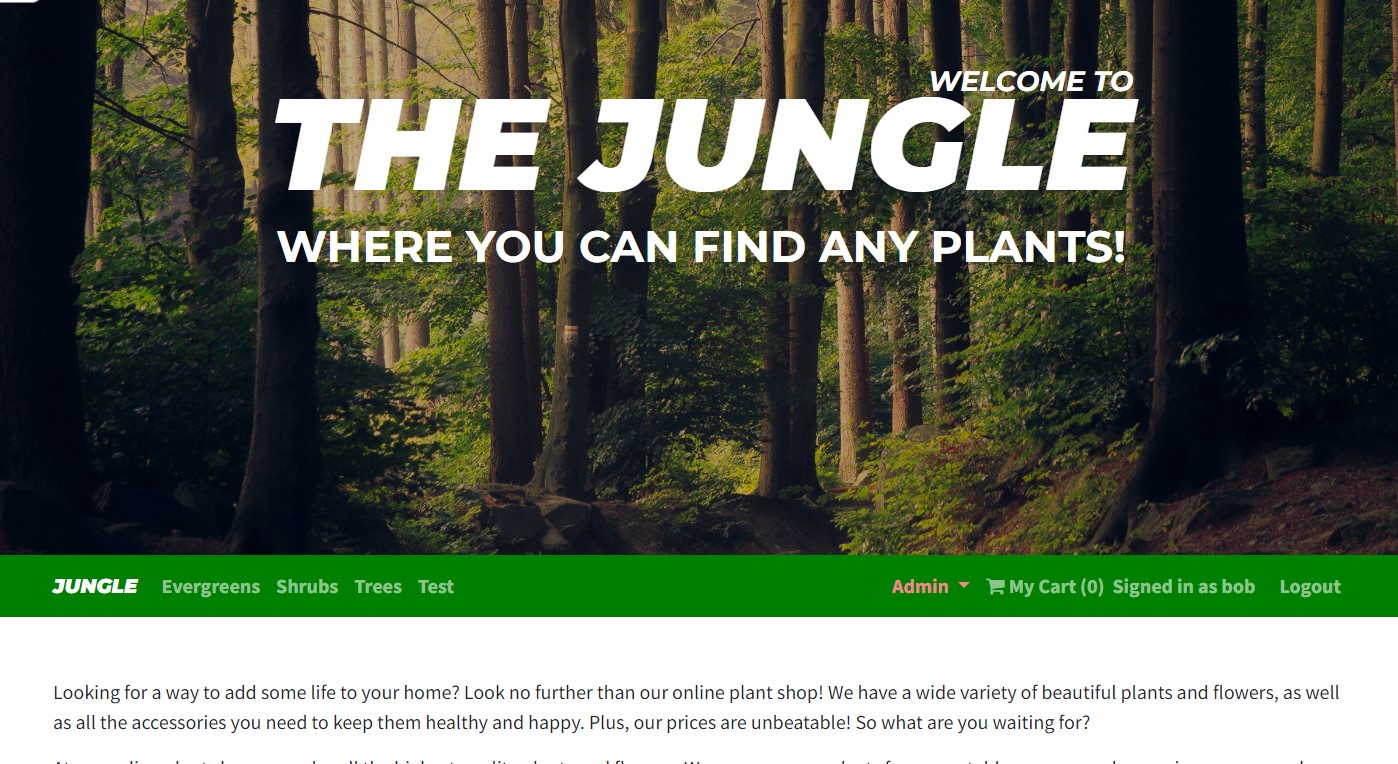 WELCOME TO
THE JUNGLE
WHERE YOU CAN FIND ANY PLANTS!
JUNGLE Evergreens Shrubs Trees Test Admin My Cart (0) Signed in as bob Logout
Looking for a way to add some life to your home? Look no further than our online plant shop! We have a wide variety of beautiful plants and flowers, as well
as all the accessories you need to keep them healthy and happy. Plus, our prices are unbeatable! So what are you waiting for?